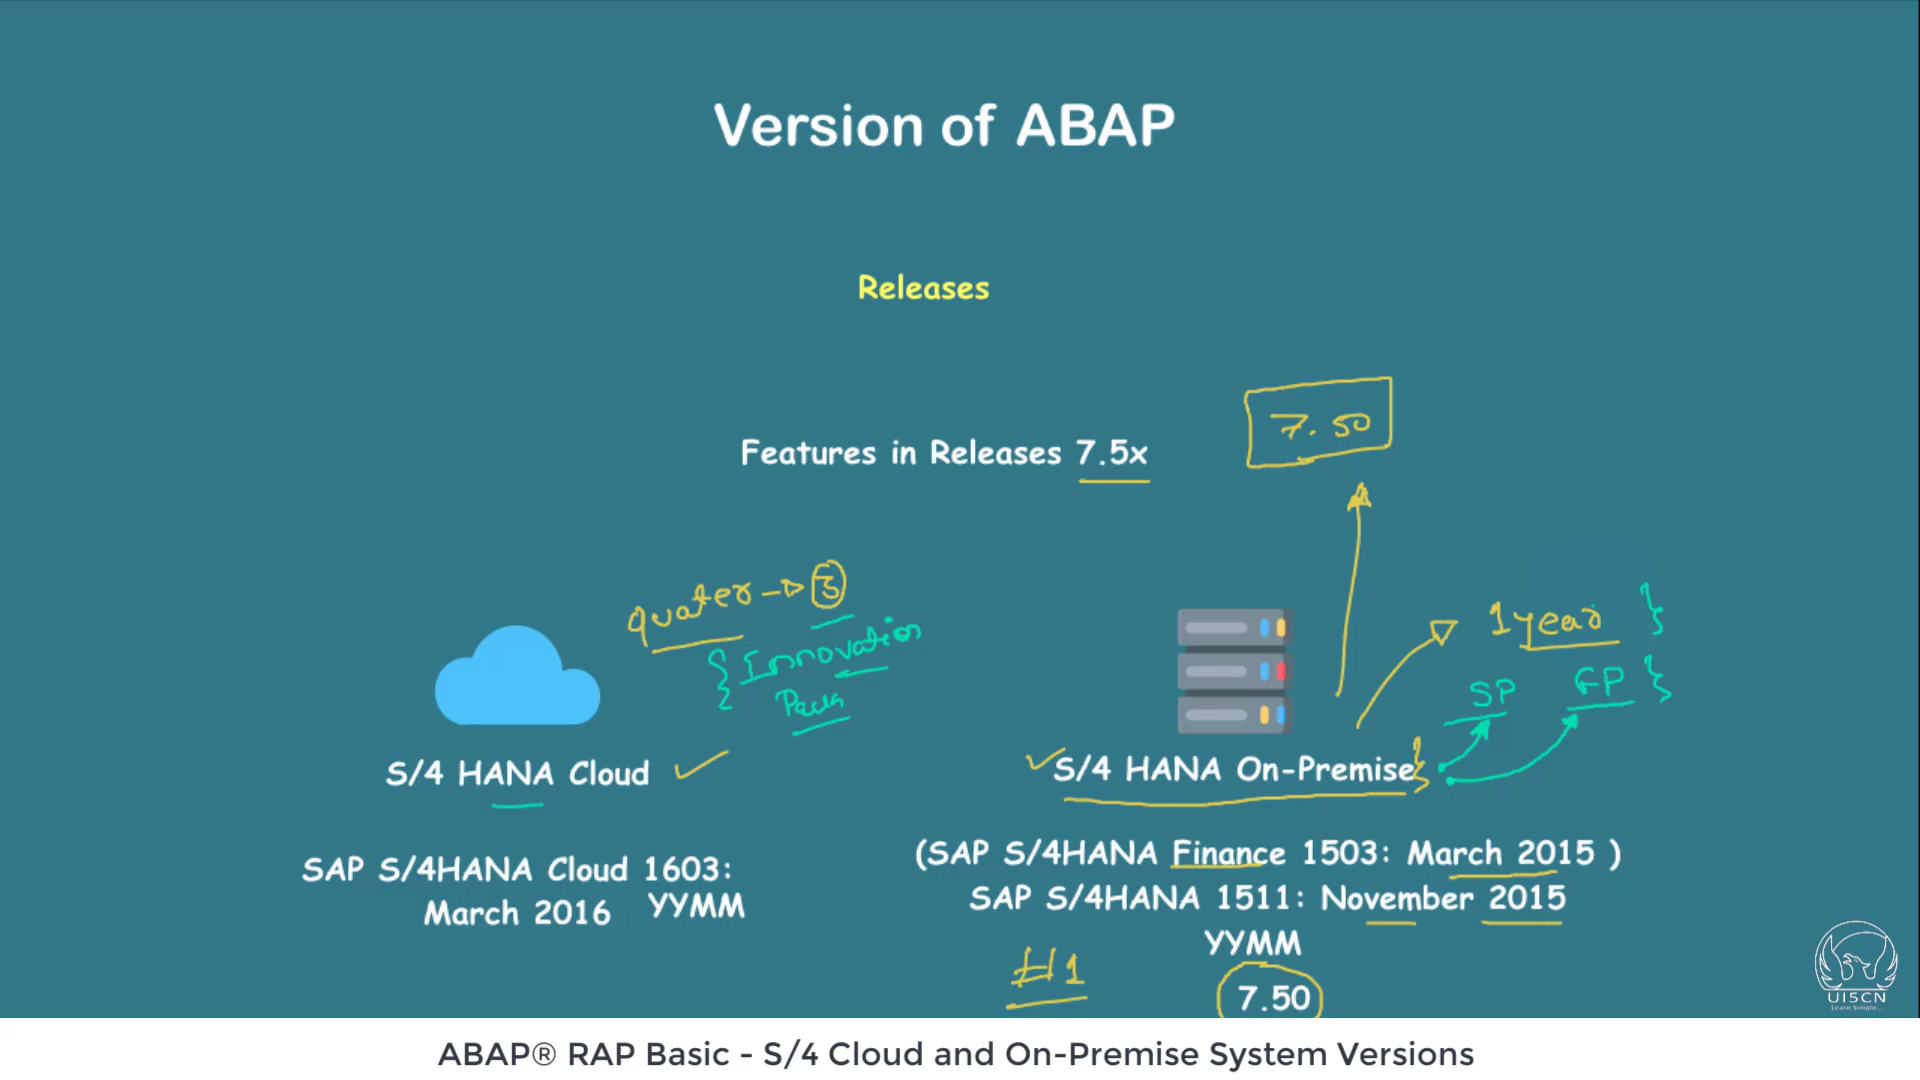 Version of ABAP
Releases
7.50
Features in Releases 7.5x
quater → 3
{ Innovation
Pack
1 year }
SP FP }
S/4 HANA Cloud
S/4 HANA On-Premise }
SAP S/4HANA Cloud 1603:
March 2016 YYMM
(SAP S/4HANA Finance 1503: March 2015 )
SAP S/4HANA 1511: November 2015
YYMM
#1
7.50
UI5CN
Learn Simple...
ABAP® RAP Basic - S/4 Cloud and On-Premise System Versions